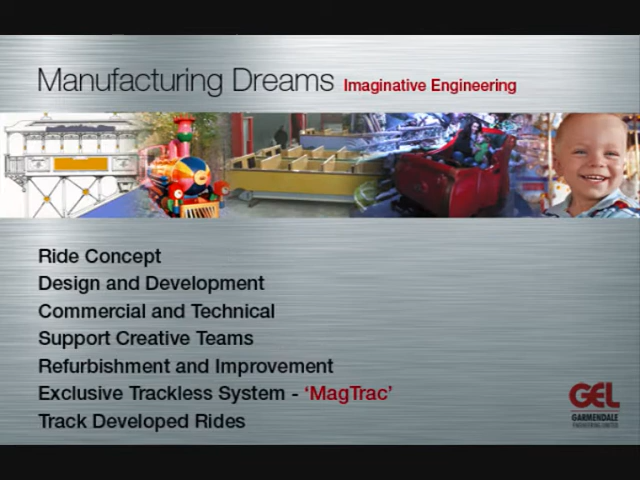 Manufacturing Dreams Imaginative Engineering
Ride Concept
Design and Development
Commercial and Technical
Support Creative Teams
Refurbishment and Improvement
Exclusive Trackless System - ‘MagTrac’
Track Developed Rides
GEL
GARMENDALE
ENGINEERING LIMITED